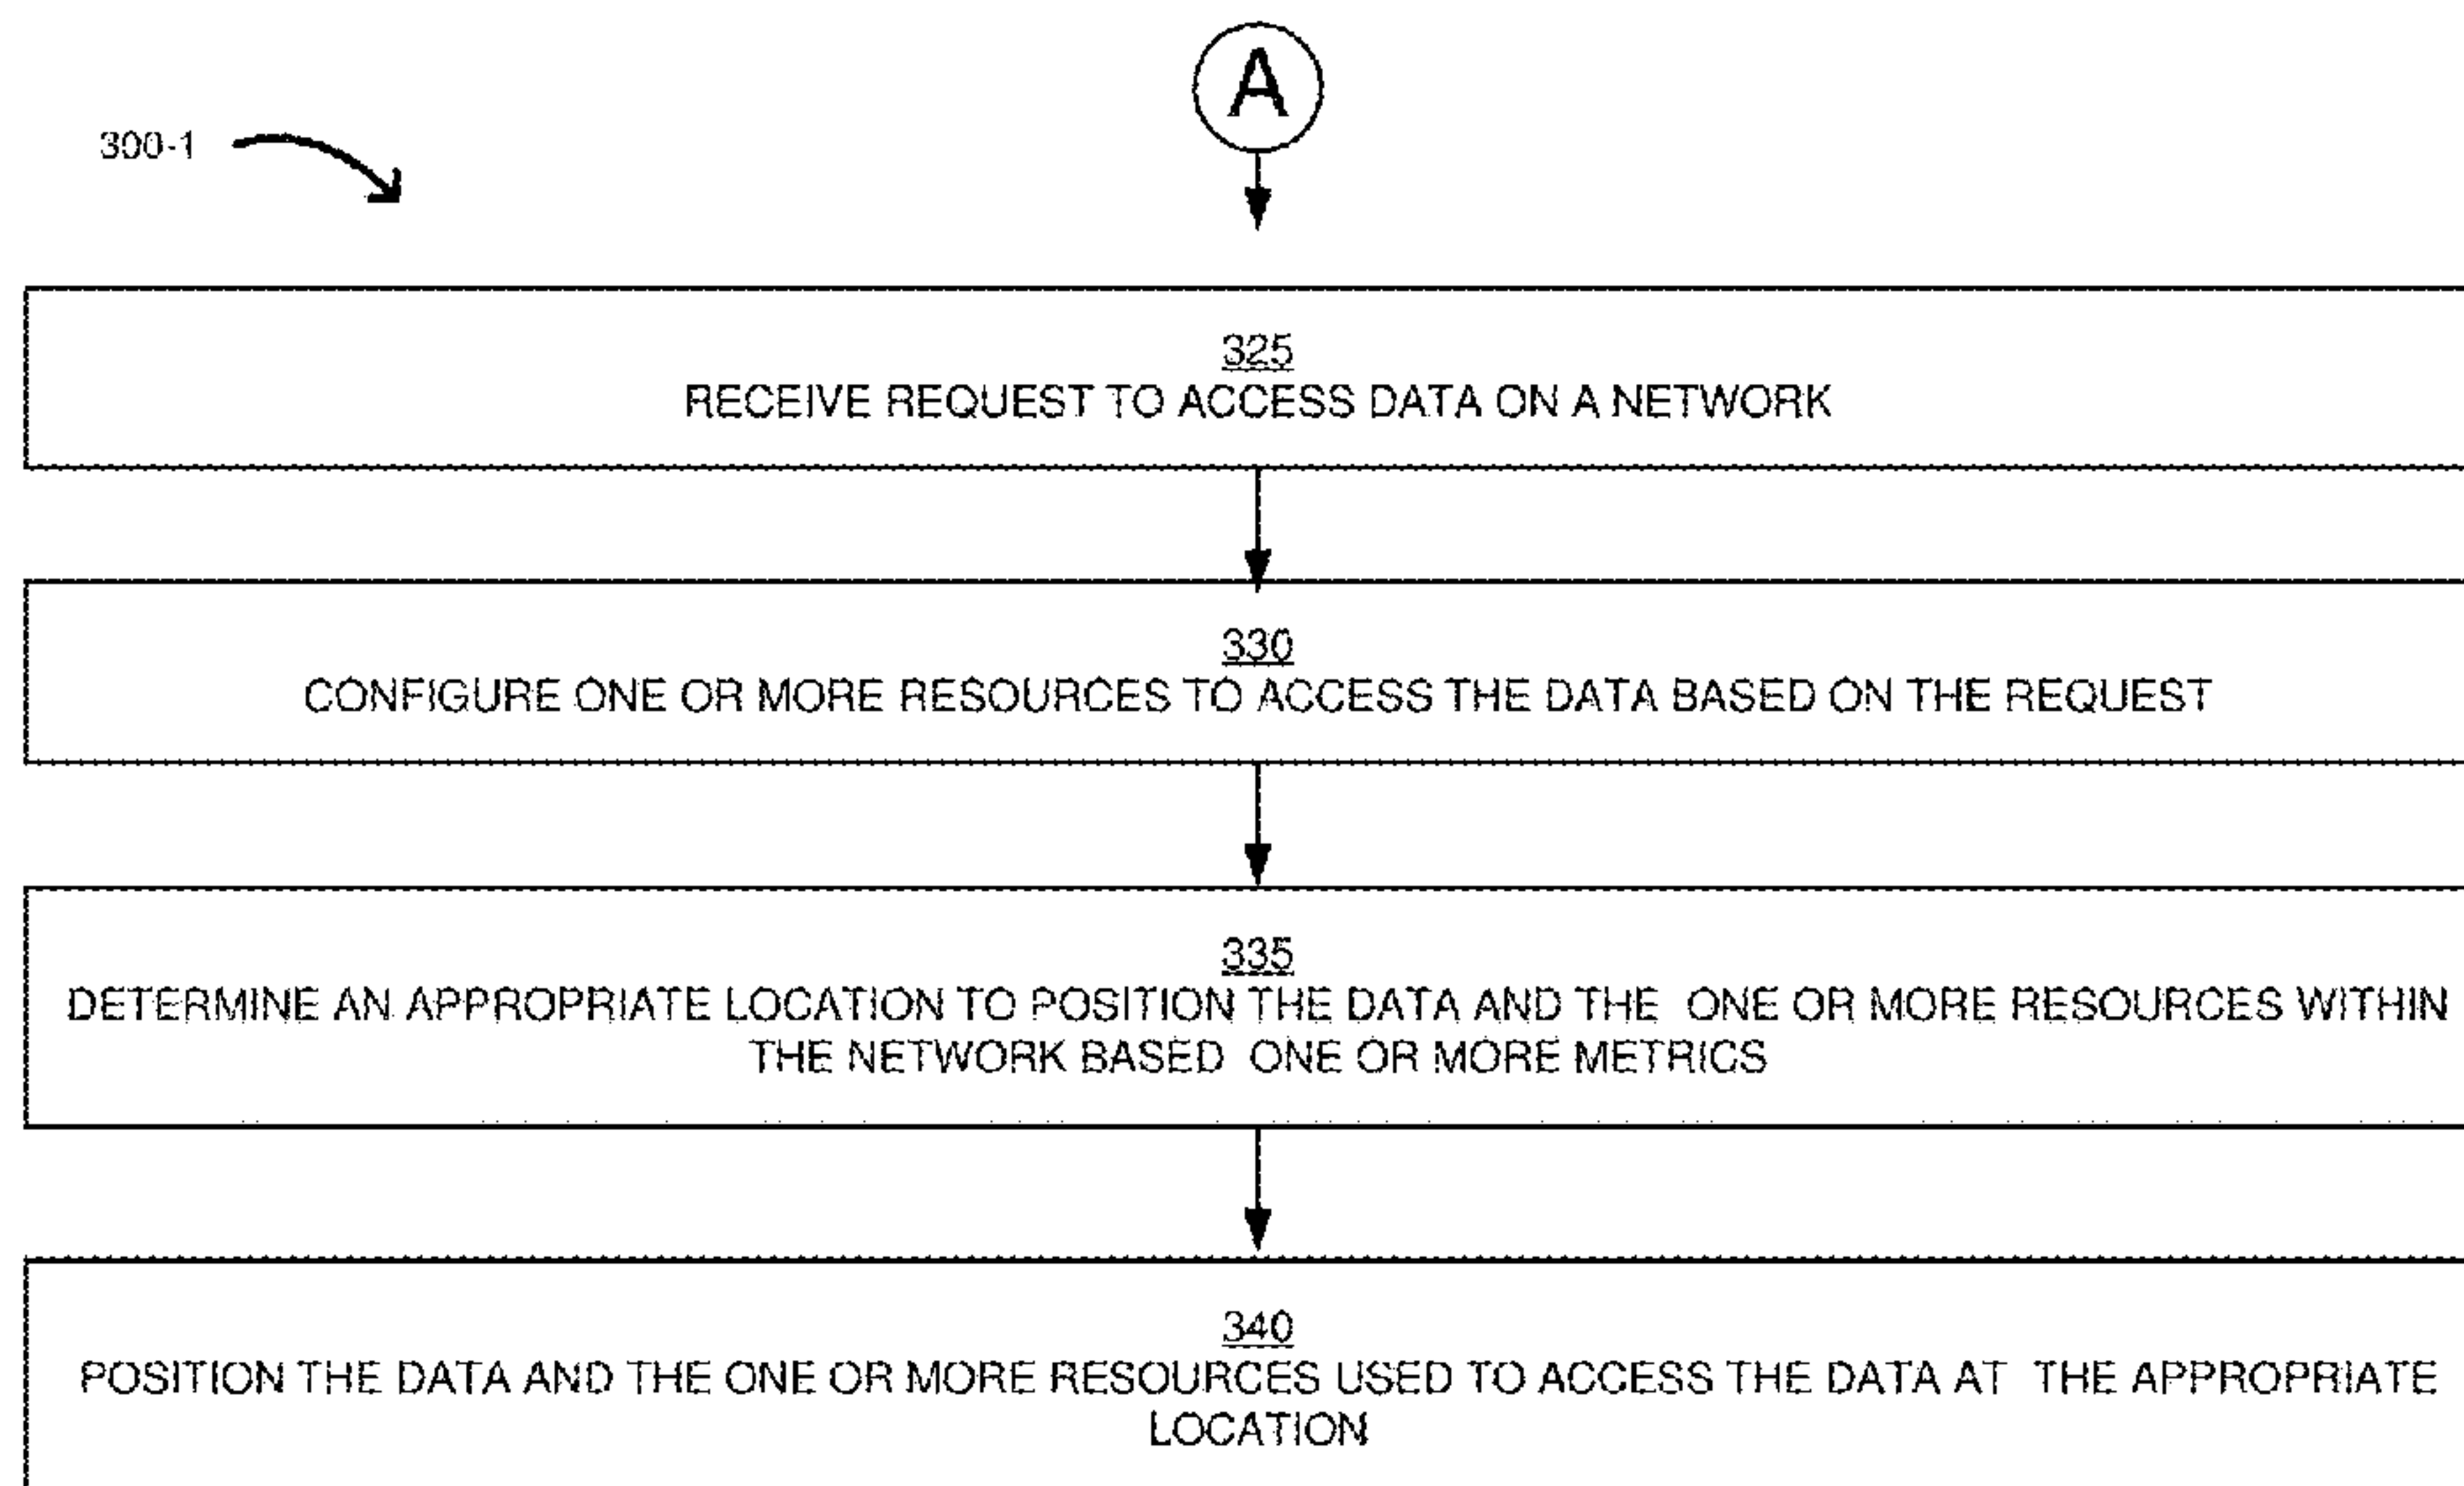 A
300-1
325
RECEIVE REQUEST TO ACCESS DATA ON A NETWORK
330
CONFIGURE ONE OR MORE RESOURCES TO ACCESS THE DATA BASED ON THE REQUEST
335
DETERMINE AN APPROPRIATE LOCATION TO POSITION THE DATA AND THE ONE OR MORE RESOURCES WITHIN
THE NETWORK BASED ONE OR MORE METRICS
340
POSITION THE DATA AND THE ONE OR MORE RESOURCES USED TO ACCESS THE DATA AT THE APPROPRIATE
LOCATION